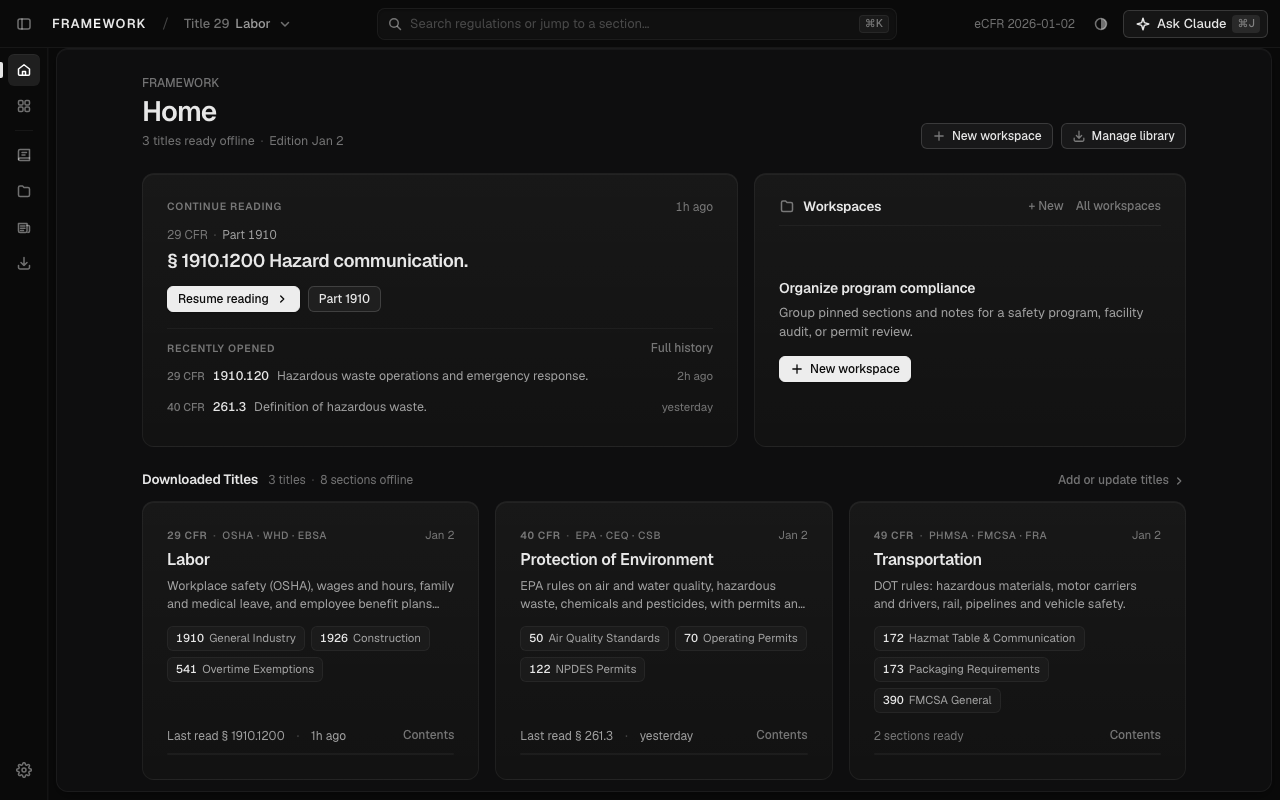 FRAMEWORK / Title 29 Labor
Search regulations or jump to a section… ⌘K
eCFR 2026-01-02
Ask Claude ⌘J
FRAMEWORK
Home
3 titles ready offline · Edition Jan 2
New workspace
Manage library
CONTINUE READING 1h ago
29 CFR · Part 1910
§ 1910.1200 Hazard communication.
Resume reading
Part 1910
RECENTLY OPENED Full history
29 CFR 1910.120 Hazardous waste operations and emergency response. 2h ago
40 CFR 261.3 Definition of hazardous waste. yesterday
Workspaces + New All workspaces
Organize program compliance
Group pinned sections and notes for a safety program, facility
audit, or permit review.
New workspace
Downloaded Titles 3 titles · 8 sections offline Add or update titles
29 CFR · OSHA · WHD · EBSA Jan 2
Labor
Workplace safety (OSHA), wages and hours, family
and medical leave, and employee benefit plans…
1910 General Industry
1926 Construction
541 Overtime Exemptions
Last read § 1910.1200 · 1h ago Contents
40 CFR · EPA · CEQ · CSB Jan 2
Protection of Environment
EPA rules on air and water quality, hazardous
waste, chemicals and pesticides, with permits an…
50 Air Quality Standards
70 Operating Permits
122 NPDES Permits
Last read § 261.3 · yesterday Contents
49 CFR · PHMSA · FMCSA · FRA Jan 2
Transportation
DOT rules: hazardous materials, motor carriers
and drivers, rail, pipelines and vehicle safety.
172 Hazmat Table & Communication
173 Packaging Requirements
390 FMCSA General
2 sections ready Contents